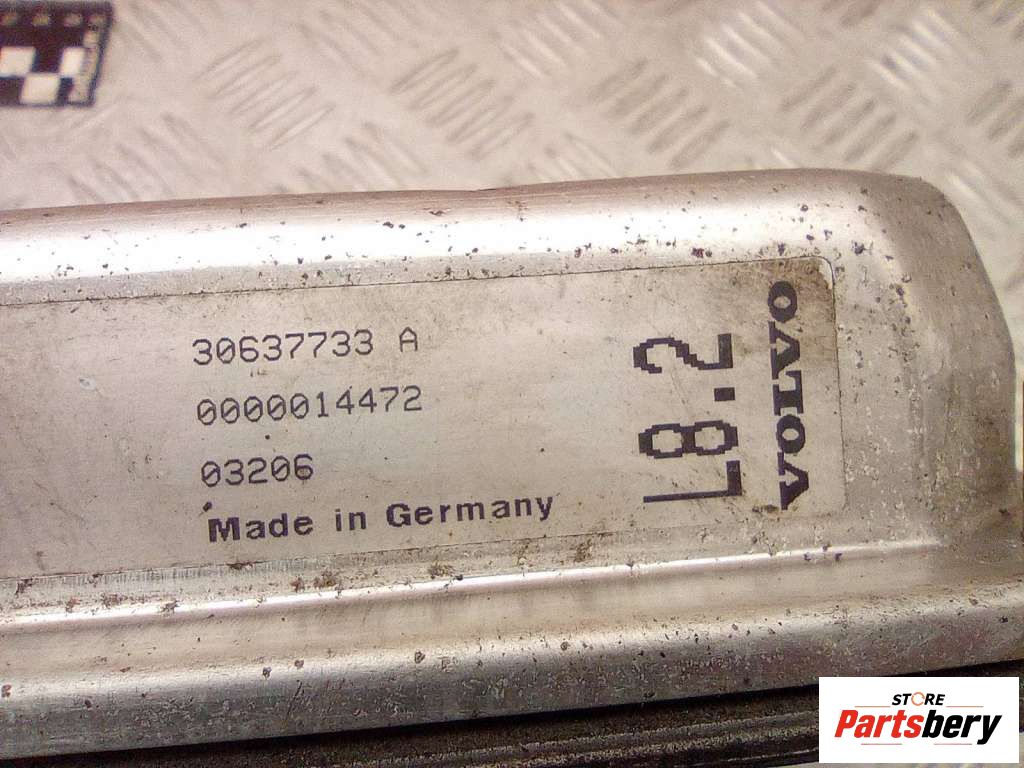 30637733 A
0000014472
03206
Made in Germany
L8.2
VOLVO
STORE
Partsbery